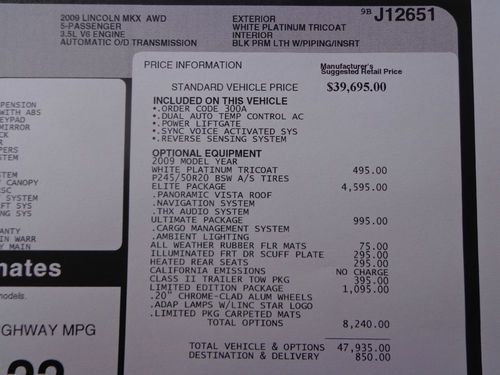 2009 LINCOLN MKX AWD
5-PASSENGER
3.5L V6 ENGINE
AUTOMATIC O/D TRANSMISSION
EXTERIOR
WHITE PLATINUM TRICOAT
INTERIOR
BLK PRM LTH W/PIPING/INSRT
9B J12651
PRICE INFORMATION
Manufacturer's
Suggested Retail Price
STANDARD VEHICLE PRICE $39,695.00
INCLUDED ON THIS VEHICLE
*.ORDER CODE 300A
*.DUAL AUTO TEMP CONTROL AC
*.POWER LIFTGATE
*.SYNC VOICE ACTIVATED SYS
*.REVERSE SENSING SYSTEM
OPTIONAL EQUIPMENT
2009 MODEL YEAR
WHITE PLATINUM TRICOAT 495.00
P245/50R20 BSW A/S TIRES
ELITE PACKAGE 4,595.00
.PANORAMIC VISTA ROOF
.NAVIGATION SYSTEM
.THX AUDIO SYSTEM
ULTIMATE PACKAGE 995.00
.CARGO MANAGEMENT SYSTEM
.AMBIENT LIGHTING
ALL WEATHER RUBBER FLR MATS 75.00
ILLUMINATED FRT DR SCUFF PLATE 295.00
HEATED REAR SEATS 295.00
CALIFORNIA EMISSIONS NO CHARGE
CLASS II TRAILER TOW PKG 395.00
LIMITED EDITION PACKAGE 1,095.00
.20" CHROME-CLAD ALUM WHEELS
.ADAP LAMPS W/LINC STAR LOGO
.LIMITED PKG CARPETED MATS
TOTAL OPTIONS 8,240.00
TOTAL VEHICLE & OPTIONS 47,935.00
DESTINATION & DELIVERY 850.00
PENSION
WITH ABS
EYPAD
MIRROR
CK
R
PERS
STEM
Y CANOPY
RSC
YSTEM
FT SYS
NG SYS
ANTY
IN WARR
Y MAIN
mates
models.
GHWAY MPG